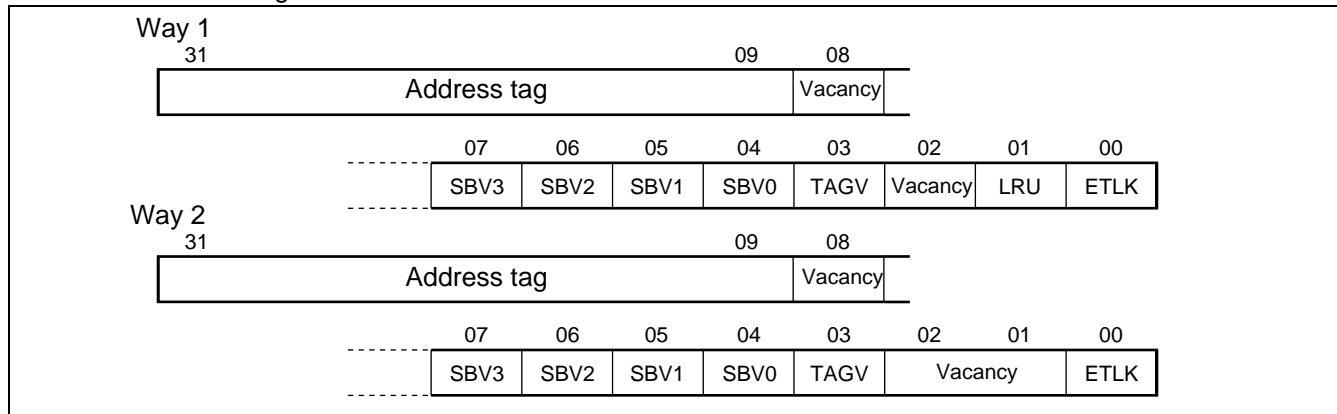 Way 1
31 09 08
Address tag Vacancy
07 06 05 04 03 02 01 00
SBV3 SBV2 SBV1 SBV0 TAGV Vacancy LRU ETLK
Way 2
31 09 08
Address tag Vacancy
07 06 05 04 03 02 01 00
SBV3 SBV2 SBV1 SBV0 TAGV Vacancy ETLK